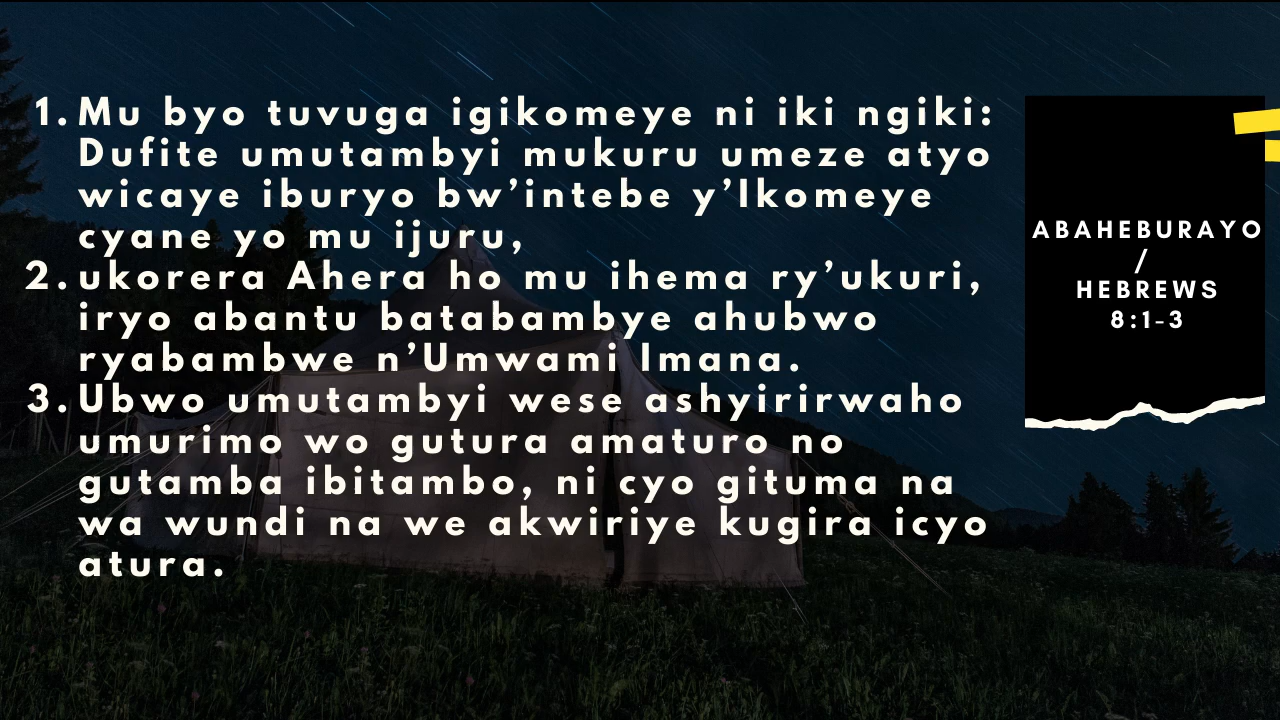 1. Mu byo tuvuga igikomeye ni iki ngiki:
Dufite umutambyi mukuru umeze atyo
wicaye iburyo bw’intebe y’Ikomeye
cyane yo mu ijuru,
2. ukorera Ahera ho mu ihema ry’ukuri,
iryo abantu batabambye ahubwo
ryabambwe n’Umwami Imana.
3. Ubwo umutambyi wese ashyirirwaho
umurimo wo gutura amaturo no
gutamba ibitambo, ni cyo gituma na
wa wundi na we akwiriye kugira icyo
atura.
ABAHEBURAYO
/
HEBREWS
8:1-3